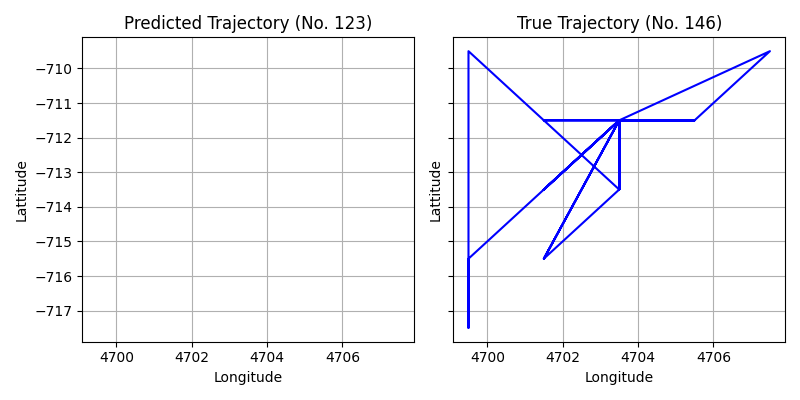 Predicted Trajectory (No. 123)
Lattitude
−710
−711
−712
−713
−714
−715
−716
−717
4700
4702
4704
4706
Longitude
True Trajectory (No. 146)
Lattitude
4700
4702
4704
4706
Longitude